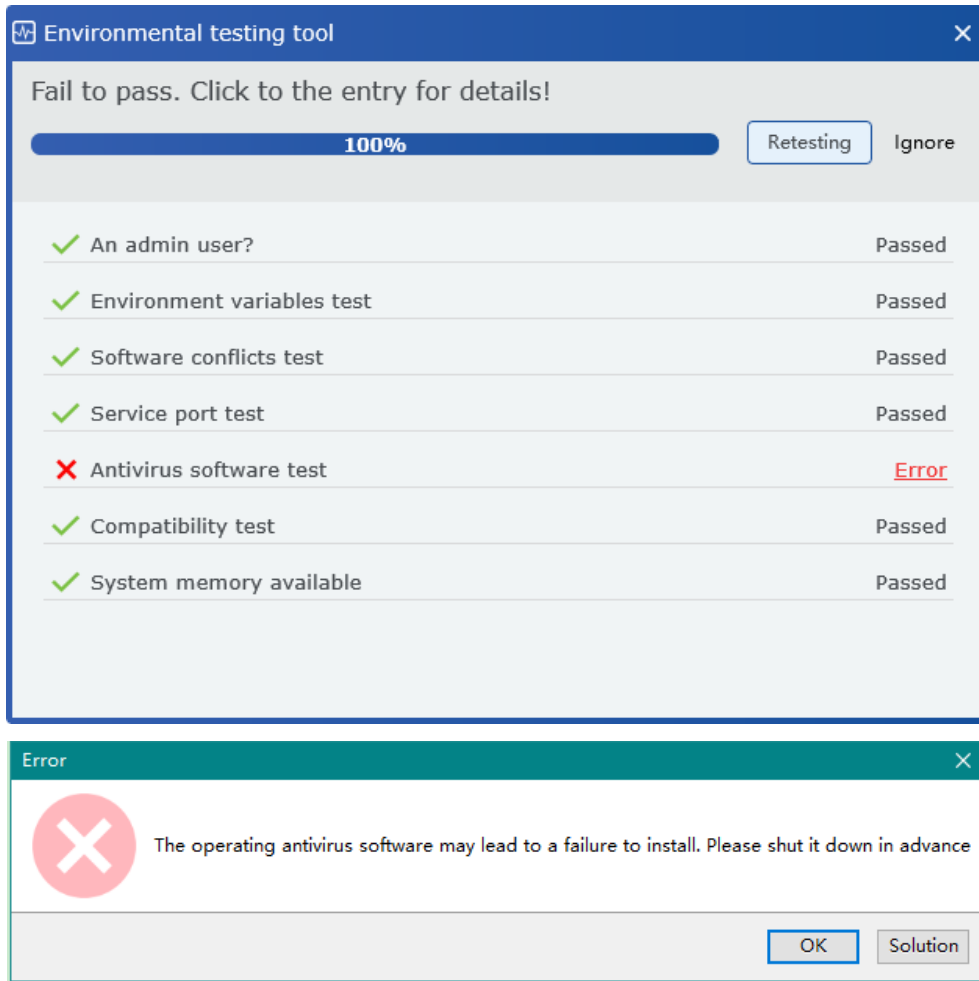 Environmental testing tool
Fail to pass. Click to the entry for details!
100%
Retesting
Ignore
An admin user? Passed
Environment variables test Passed
Software conflicts test Passed
Service port test Passed
Antivirus software test Error
Compatibility test Passed
System memory available Passed
Error
The operating antivirus software may lead to a failure to install. Please shut it down in advance
OK
Solution